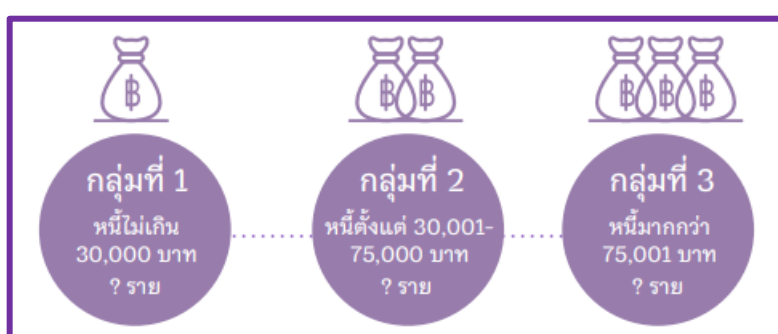 ฿
฿ ฿
฿ ฿ ฿
กลุ่มที่ 1
หนี้ไม่เกิน
30,000 บาท
? ราย
กลุ่มที่ 2
หนี้ตั้งแต่ 30,001-
75,000 บาท
? ราย
กลุ่มที่ 3
หนี้มากกว่า
75,001 บาท
? ราย